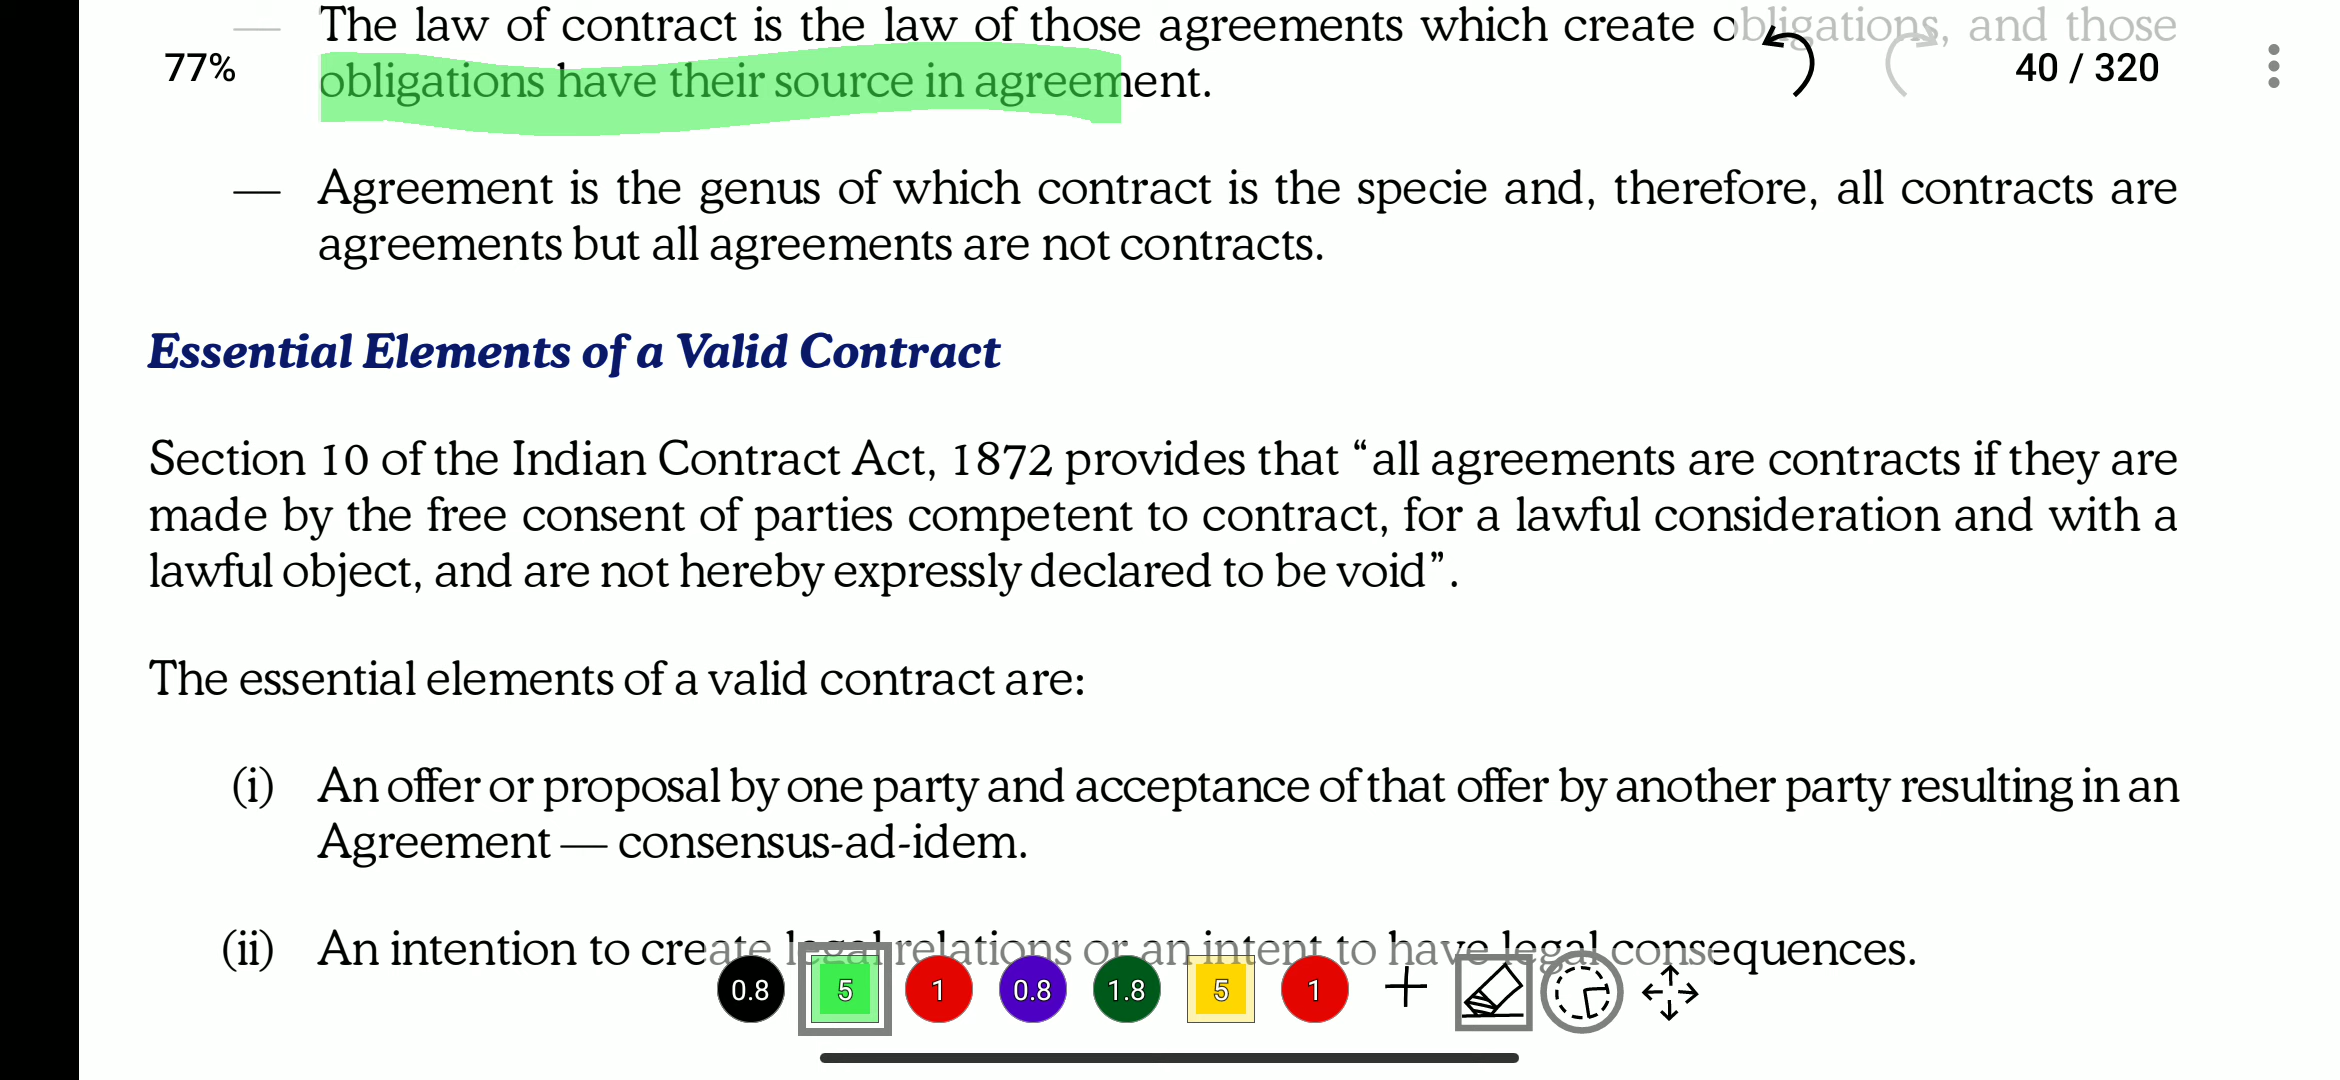 — The law of contract is the law of those agreements which create obligations, and those
77% obligations have their source in agreement. 40 / 320
— Agreement is the genus of which contract is the specie and, therefore, all contracts are
agreements but all agreements are not contracts.
Essential Elements of a Valid Contract
Section 10 of the Indian Contract Act, 1872 provides that “all agreements are contracts if they are
made by the free consent of parties competent to contract, for a lawful consideration and with a
lawful object, and are not hereby expressly declared to be void”.
The essential elements of a valid contract are:
(i) An offer or proposal by one party and acceptance of that offer by another party resulting in an
Agreement — consensus-ad-idem.
(ii) An intention to create legal relations or an intent to have legal consequences.
0.8 5 1 0.8 1.8 5 1